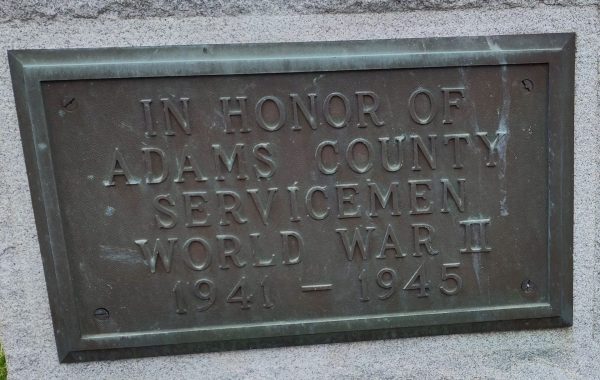 IN HONOR OF
ADAMS COUNTY
SERVICEMEN
WORLD WAR II
1941 — 1945